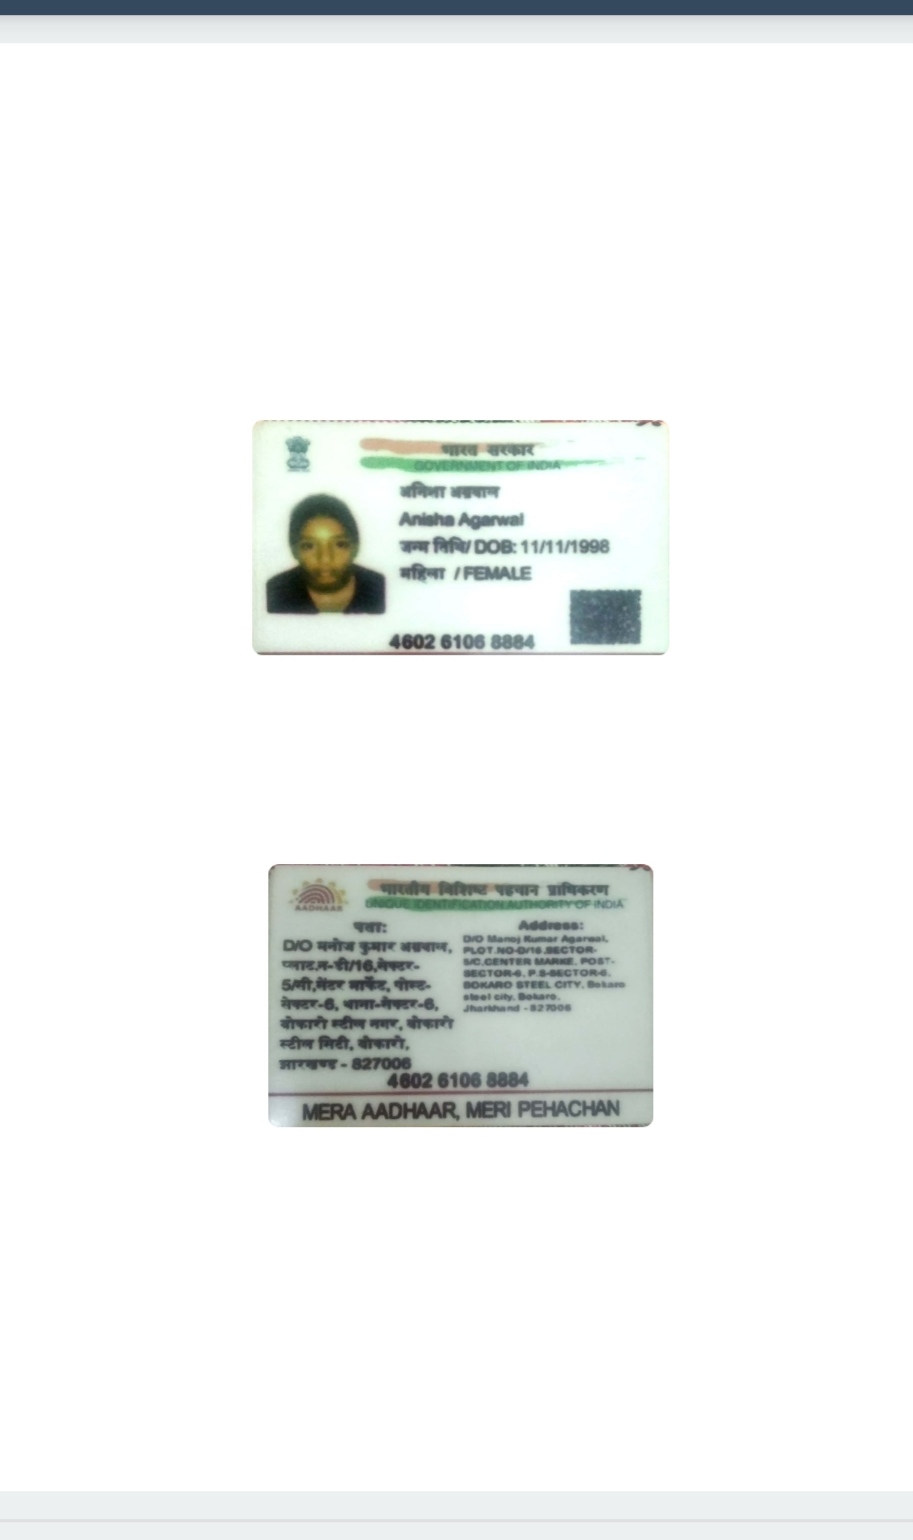 भारत सरकार
GOVERNMENT OF INDIA
अनिशा अग्रवाल
Anisha Agarwal
जन्म तिथि/ DOB: 11/11/1998
महिला / FEMALE
4602 6106 8884
भारतीय विशिष्ट पहचान प्राधिकरण
UNIQUE IDENTIFICATION AUTHORITY OF INDIA
AADHAAR
पता:
D/O मनोज कुमार अग्रवाल,
प्लाट.न-डी/16,सेक्टर-
5/सी,सेंटर मार्केट, पोस्ट-
सेक्टर-6, थाना-सेक्टर-6,
बोकारो स्टील नगर, बोकारो
स्टील सिटी, बोकारो,
झारखण्ड - 827006
Address:
D/O Manoj Kumar Agarwal,
PLOT.NO-D/16,SECTOR-
5/C,CENTER MARKE, POST-
SECTOR-6, P.S-SECTOR-6,
BOKARO STEEL CITY, Bokaro
steel city, Bokaro,
Jharkhand - 827006
4602 6106 8884
MERA AADHAAR, MERI PEHACHAN